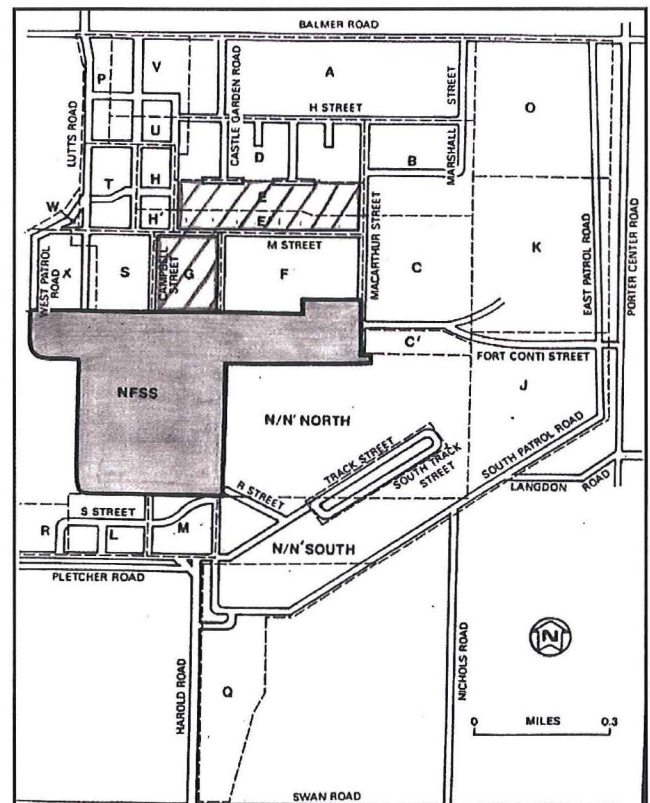 BALMER ROAD
P
V
CASTLE GARDEN ROAD
A
STREET
H STREET
O
LUTTS ROAD
U
D
MARSHALL
B
T
H
W
E
H'
E'
MACARTHUR STREET
EAST PATROL ROAD
PORTER CENTER ROAD
M STREET
K
WEST PATROL ROAD
X
S
CAMPBELL STREET
G
F
C
C'
FORT CONTI STREET
NFSS
J
N/N' NORTH
TRACK STREET
SOUTH TRACK STREET
SOUTH PATROL ROAD
LANGDON ROAD
R STREET
S STREET
R
L
M
N/N' SOUTH
PLETCHER ROAD
N
HAROLD ROAD
Q
NICHOLS ROAD
0 MILES 0.3
SWAN ROAD